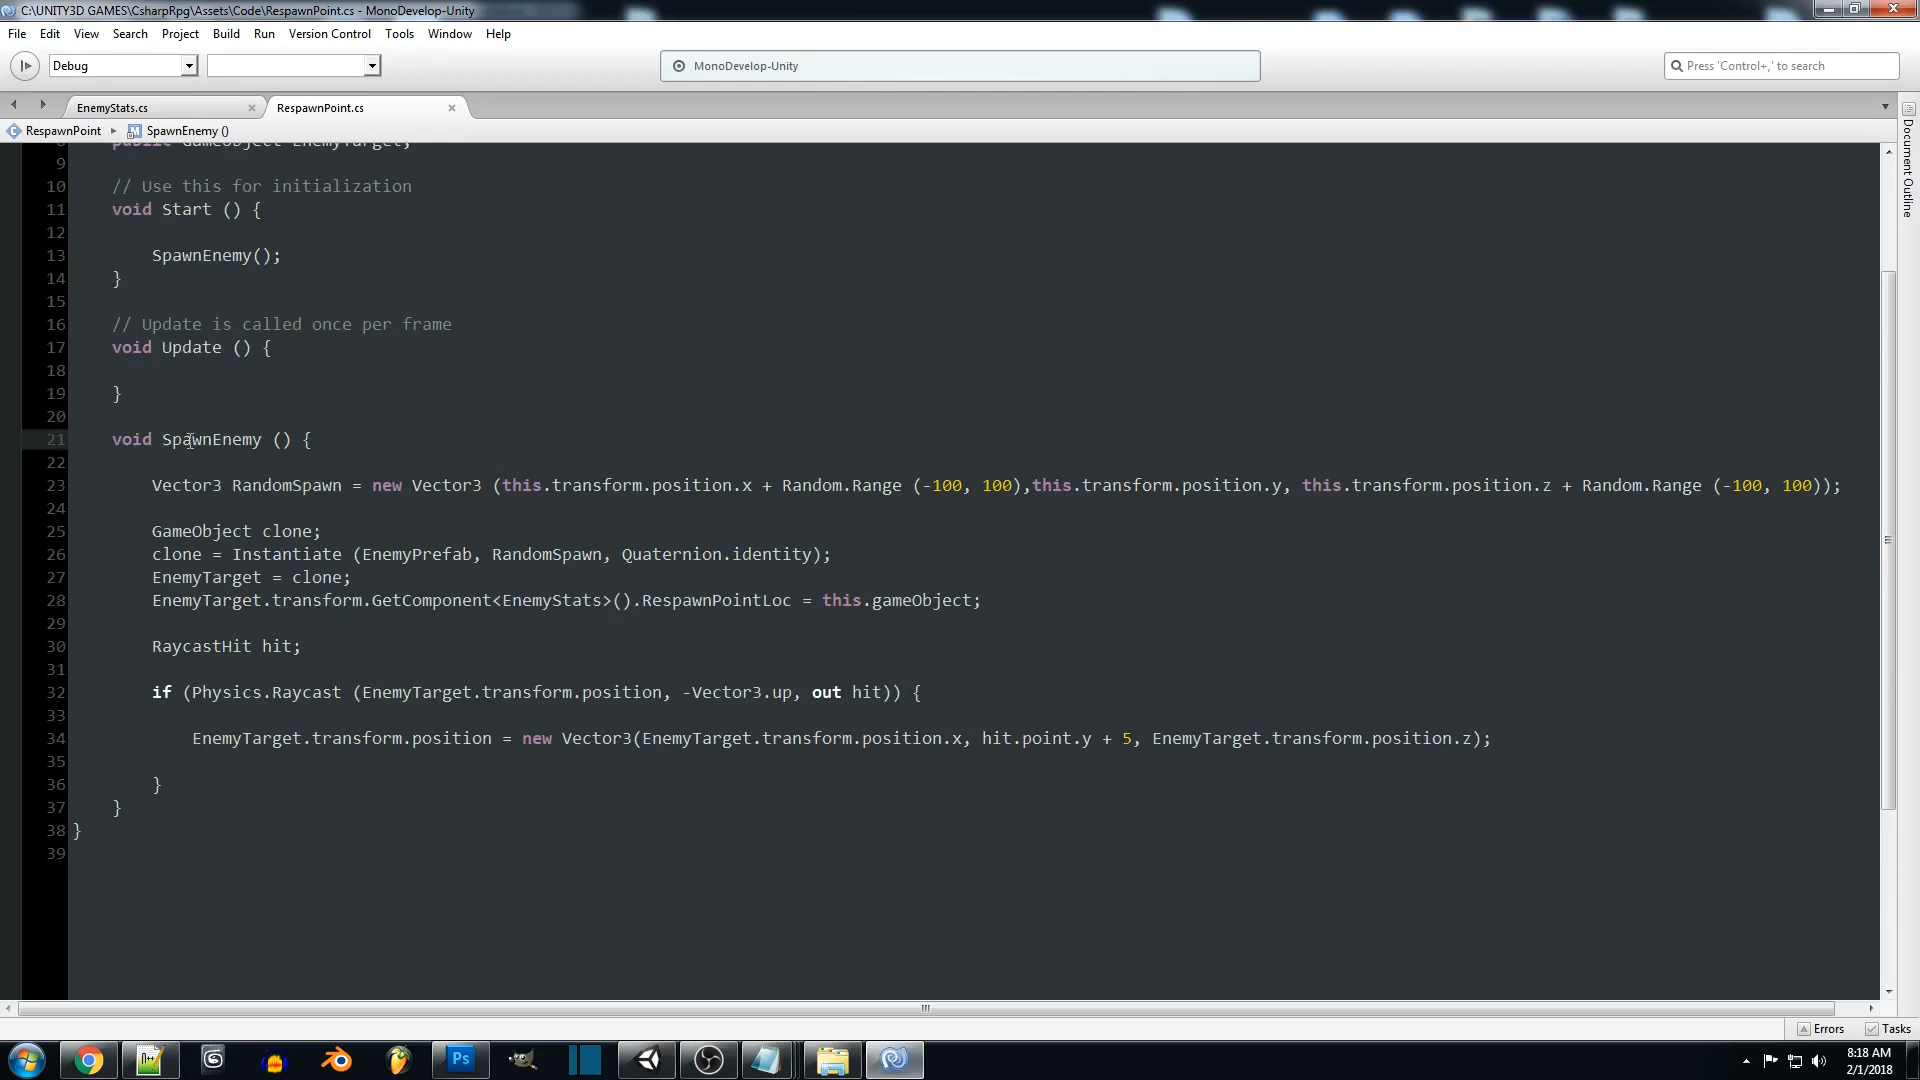 C:\UNITY3D GAMES\CsharpRpg\Assets\Code\RespawnPoint.cs - MonoDevelop-Unity
File Edit View Search Project Build Run Version Control Tools Window Help
Debug
MonoDevelop-Unity
Press 'Control+,' to search
EnemyStats.cs
RespawnPoint.cs
RespawnPoint
SpawnEnemy ()
Document Outline
8 public GameObject EnemyTarget;
9
10 // Use this for initialization
11 void Start () {
12
13 SpawnEnemy();
14 }
15
16 // Update is called once per frame
17 void Update () {
18
19 }
20
21 void SpawnEnemy () {
22
23 Vector3 RandomSpawn = new Vector3 (this.transform.position.x + Random.Range (-100, 100),this.transform.position.y, this.transform.position.z + Random.Range (-100, 100));
24
25 GameObject clone;
26 clone = Instantiate (EnemyPrefab, RandomSpawn, Quaternion.identity);
27 EnemyTarget = clone;
28 EnemyTarget.transform.GetComponent<EnemyStats>().RespawnPointLoc = this.gameObject;
29
30 RaycastHit hit;
31
32 if (Physics.Raycast (EnemyTarget.transform.position, -Vector3.up, out hit)) {
33
34 EnemyTarget.transform.position = new Vector3(EnemyTarget.transform.position.x, hit.point.y + 5, EnemyTarget.transform.position.z);
35
36 }
37 }
38 }
39
Errors
Tasks
Ps
8:18 AM
2/1/2018